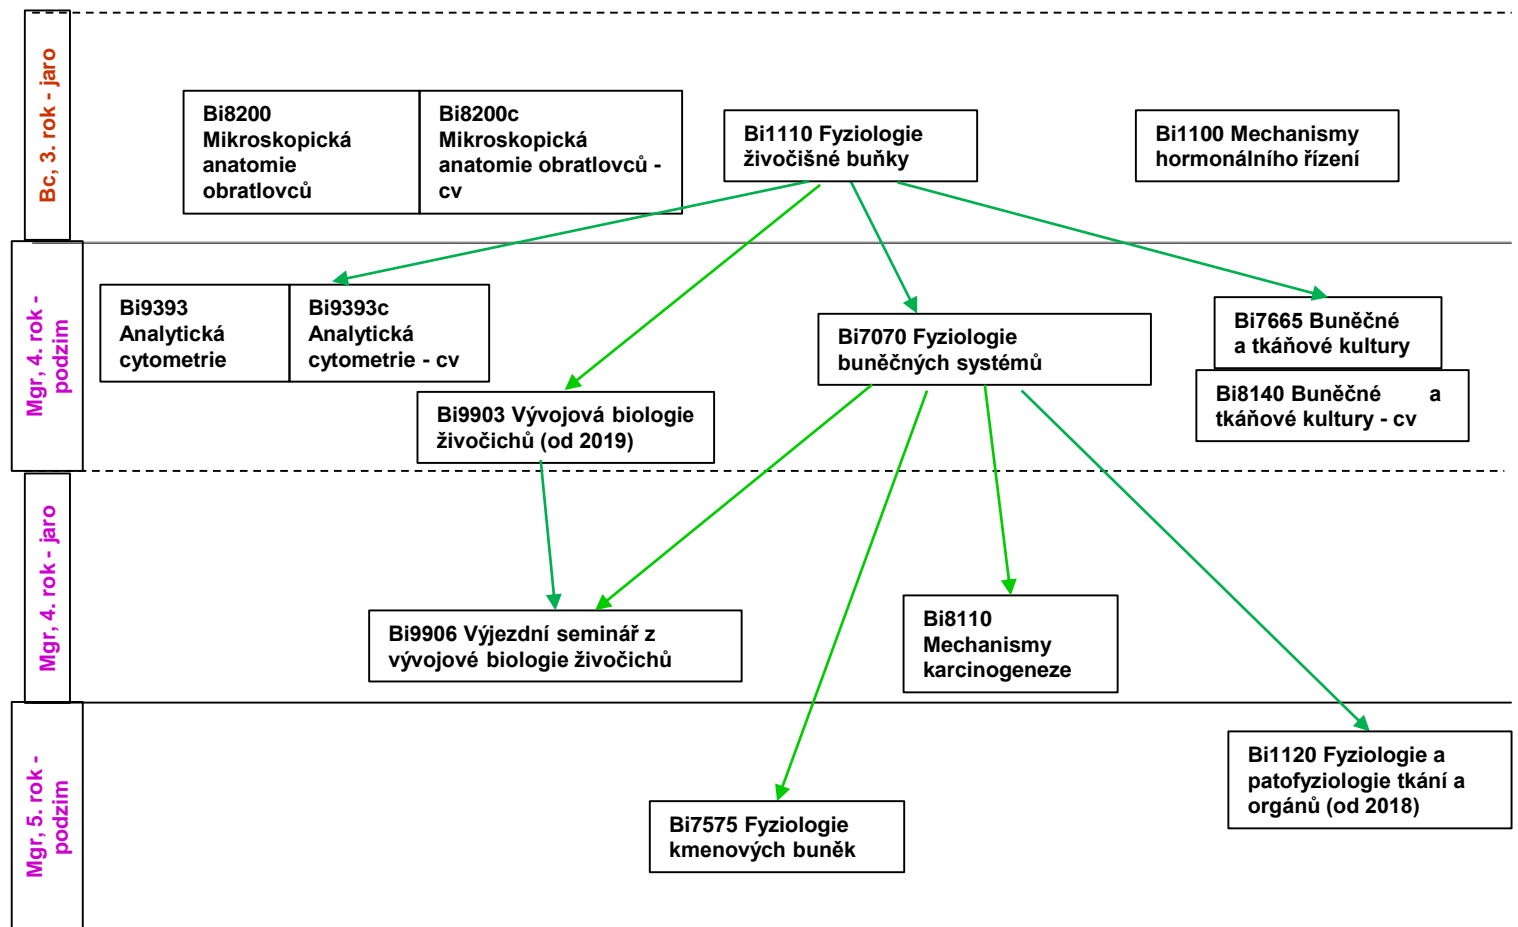 Bc, 3. rok - jaro
Bi8200
Mikroskopická
anatomie
obratlovců
Bi8200c
Mikroskopická
anatomie obratlovců -
cv
Bi1110 Fyziologie
živočišné buňky
Bi1100 Mechanismy
hormonálního řízení
Mgr, 4. rok -
podzim
Bi9393
Analytická
cytometrie
Bi9393c
Analytická
cytometrie - cv
Bi9903 Vývojová biologie
živočichů (od 2019)
Bi7070 Fyziologie
buněčných systémů
Bi7665 Buněčné
a tkáňové kultury
Bi8140 Buněčné a
tkáňové kultury - cv
Mgr, 4. rok - jaro
Bi9906 Výjezdní seminář z
vývojové biologie živočichů
Bi8110
Mechanismy
karcinogeneze
Mgr, 5. rok -
podzim
Bi7575 Fyziologie
kmenových buněk
Bi1120 Fyziologie a
patofyziologie tkání a
orgánů (od 2018)